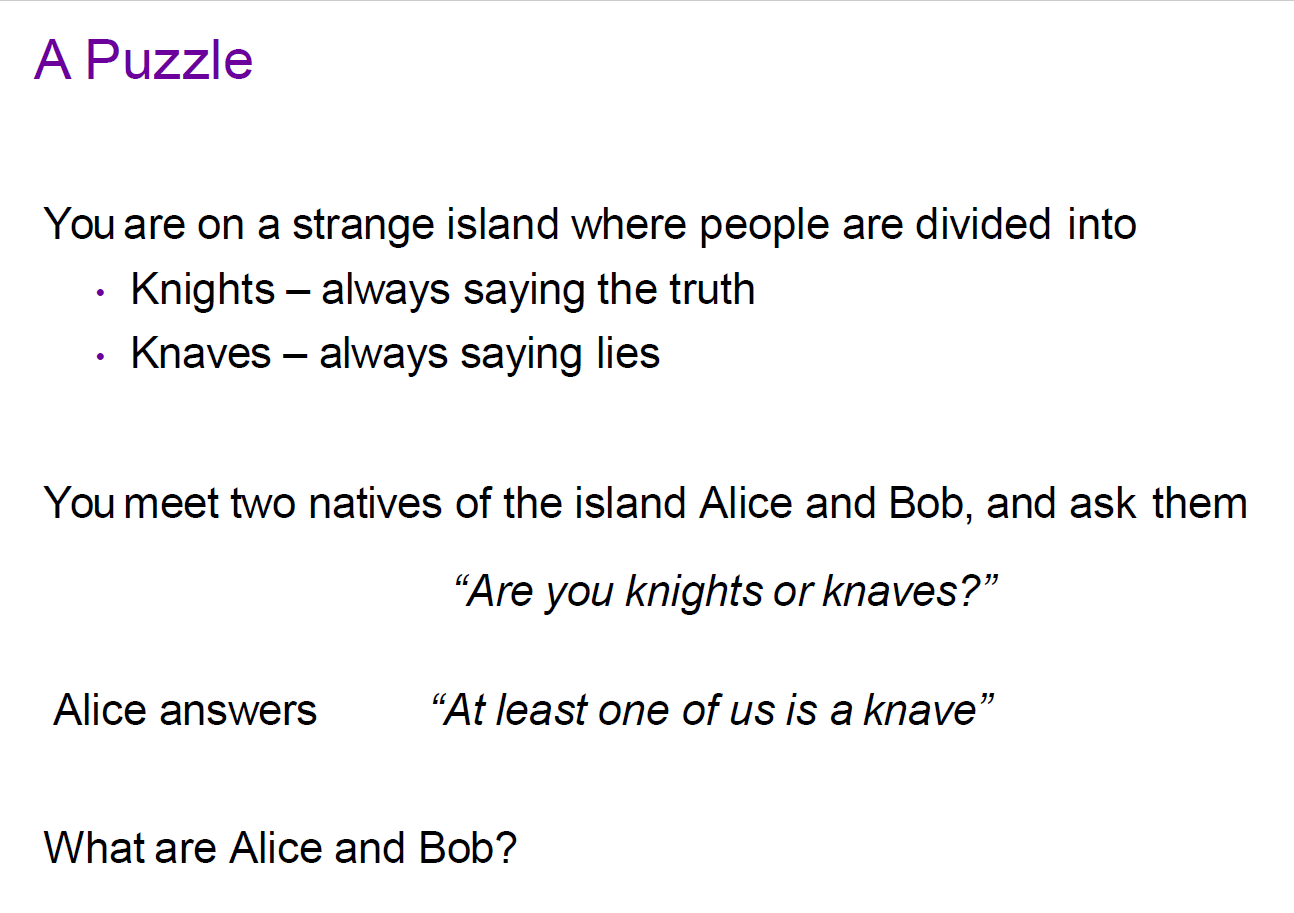 A Puzzle
You are on a strange island where people are divided into
• Knights – always saying the truth
• Knaves – always saying lies
You meet two natives of the island Alice and Bob, and ask them
“Are you knights or knaves?”
Alice answers “At least one of us is a knave”
What are Alice and Bob?